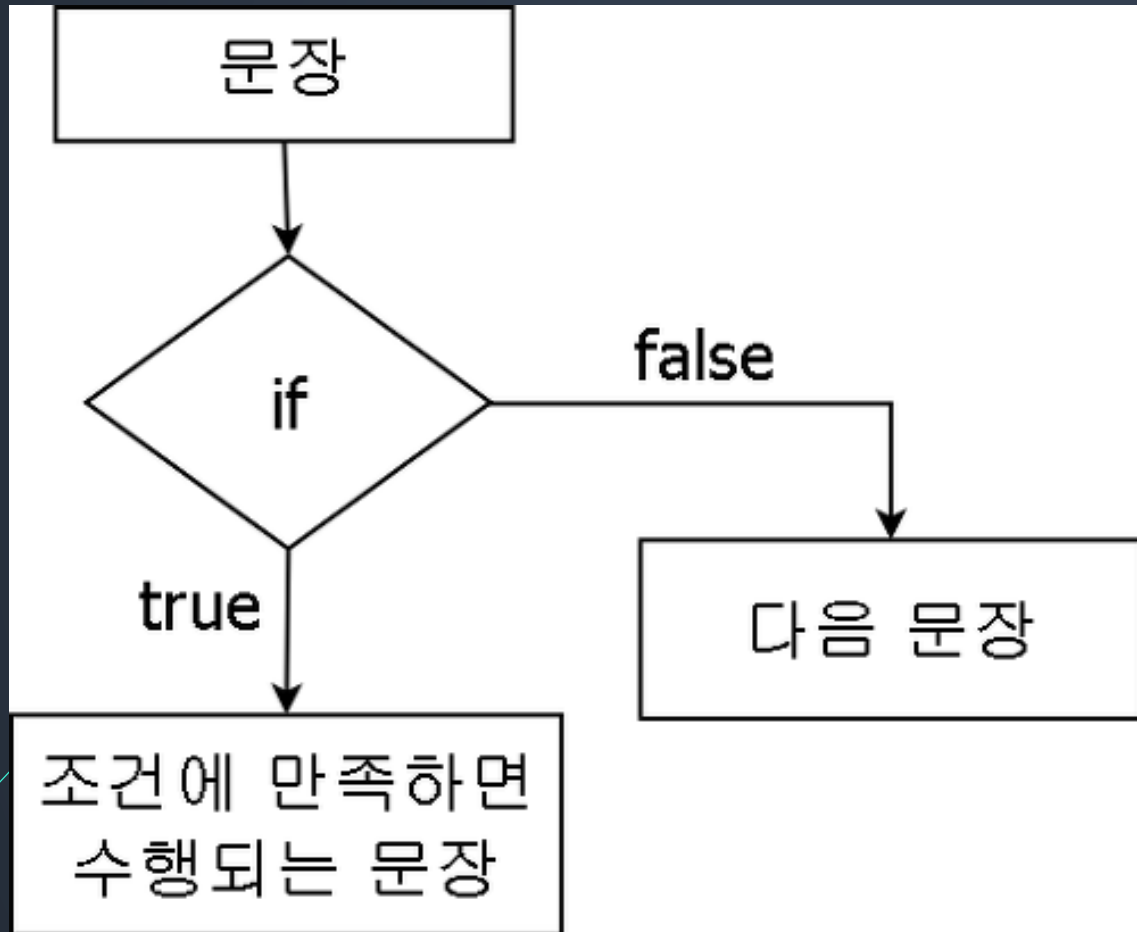 문장
if
false
true
다음 문장
조건에 만족하면
수행되는 문장